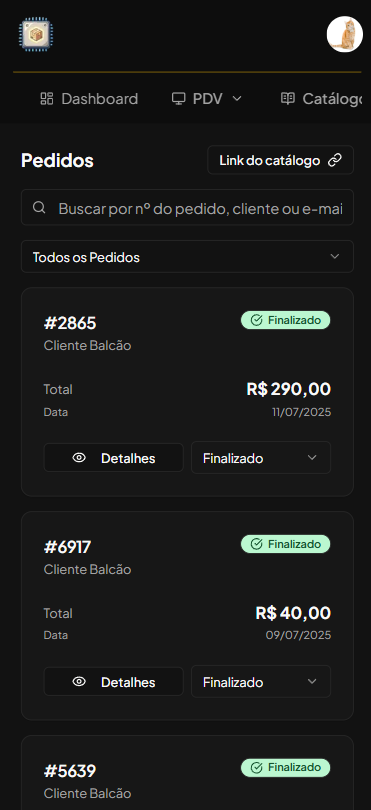 Dashboard PDV Catálogo
Pedidos Link do catálogo
Buscar por nº do pedido, cliente ou e-mai
Todos os Pedidos
#2865 Finalizado
Cliente Balcão
Total R$ 290,00
Data 11/07/2025
Detalhes Finalizado
#6917 Finalizado
Cliente Balcão
Total R$ 40,00
Data 09/07/2025
Detalhes Finalizado
#5639 Finalizado
Cliente Balcão